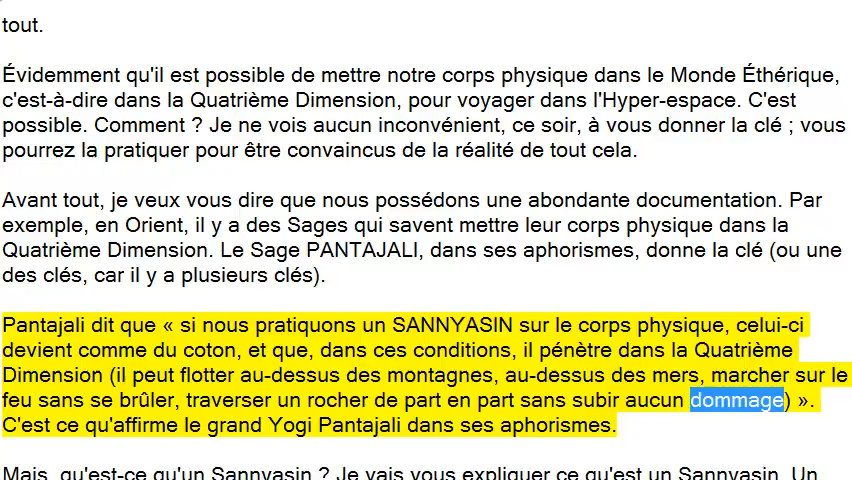 tout.
Évidemment qu'il est possible de mettre notre corps physique dans le Monde Éthérique,
c'est-à-dire dans la Quatrième Dimension, pour voyager dans l'Hyper-espace. C'est
possible. Comment ? Je ne vois aucun inconvénient, ce soir, à vous donner la clé ; vous
pourrez la pratiquer pour être convaincus de la réalité de tout cela.
Avant tout, je veux vous dire que nous possédons une abondante documentation. Par
exemple, en Orient, il y a des Sages qui savent mettre leur corps physique dans la
Quatrième Dimension. Le Sage PANTAJALI, dans ses aphorismes, donne la clé (ou une
des clés, car il y a plusieurs clés).
Pantajali dit que « si nous pratiquons un SANNYASIN sur le corps physique, celui-ci
devient comme du coton, et que, dans ces conditions, il pénètre dans la Quatrième
Dimension (il peut flotter au-dessus des montagnes, au-dessus des mers, marcher sur le
feu sans se brûler, traverser un rocher de part en part sans subir aucun dommage) ».
C'est ce qu'affirme le grand Yogi Pantajali dans ses aphorismes.
Mais, qu'est-ce qu'un Sannyasin ? Je vais vous expliquer ce qu'est un Sannyasin. Un